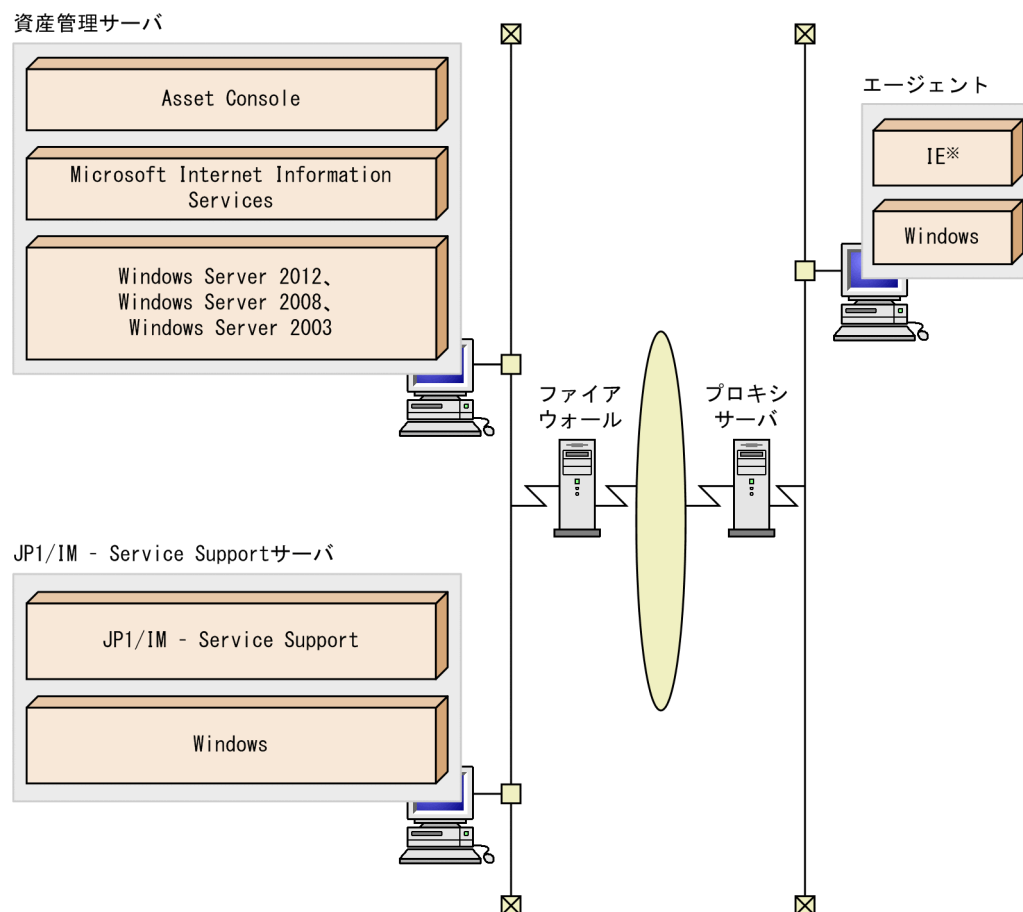 資産管理サーバ
Asset Console
Microsoft Internet Information
Services
Windows Server 2012、
Windows Server 2008、
Windows Server 2003
エージェント
IE※
Windows
ファイア
ウォール
プロキシ
サーバ
JP1/IM - Service Supportサーバ
JP1/IM - Service Support
Windows